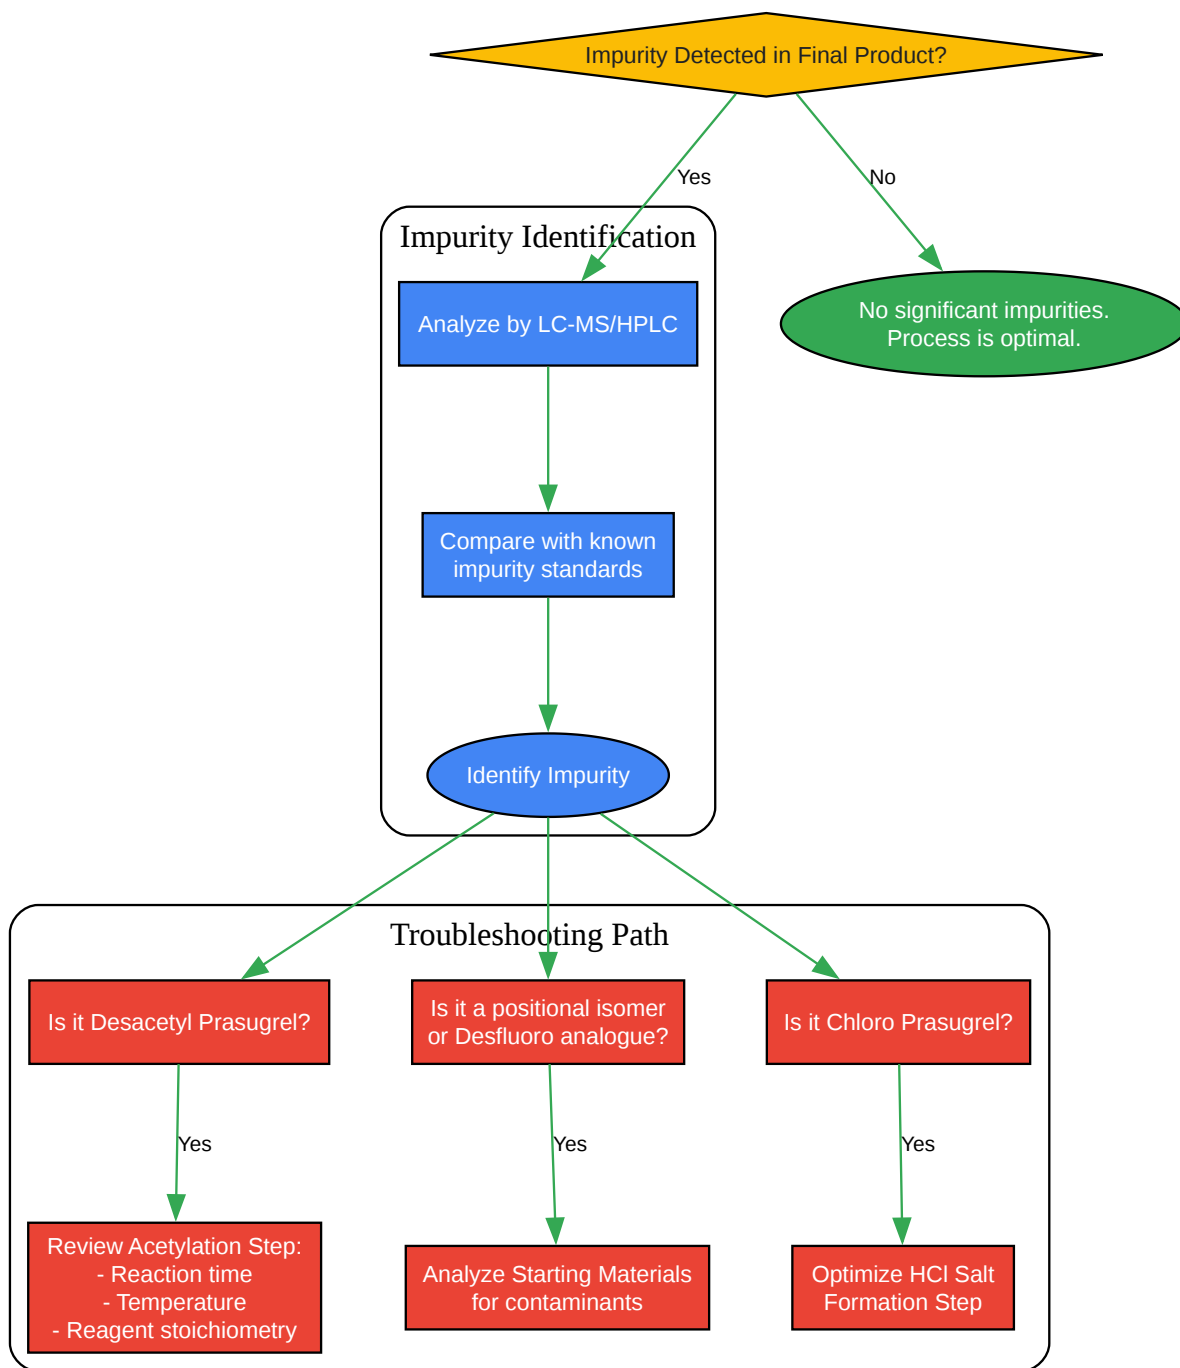 Impurity Detected in Final Product?
Yes
No
Impurity Identification
Analyze by LC-MS/HPLC
No significant impurities.
Process is optimal.
Compare with known
impurity standards
Identify Impurity
Troubleshooting Path
Is it Desacetyl Prasugrel?
Is it a positional isomer
or Desfluoro analogue?
Is it Chloro Prasugrel?
Yes
Yes
Yes
Review Acetylation Step:
- Reaction time
- Temperature
- Reagent stoichiometry
Analyze Starting Materials
for contaminants
Optimize HCl Salt
Formation Step